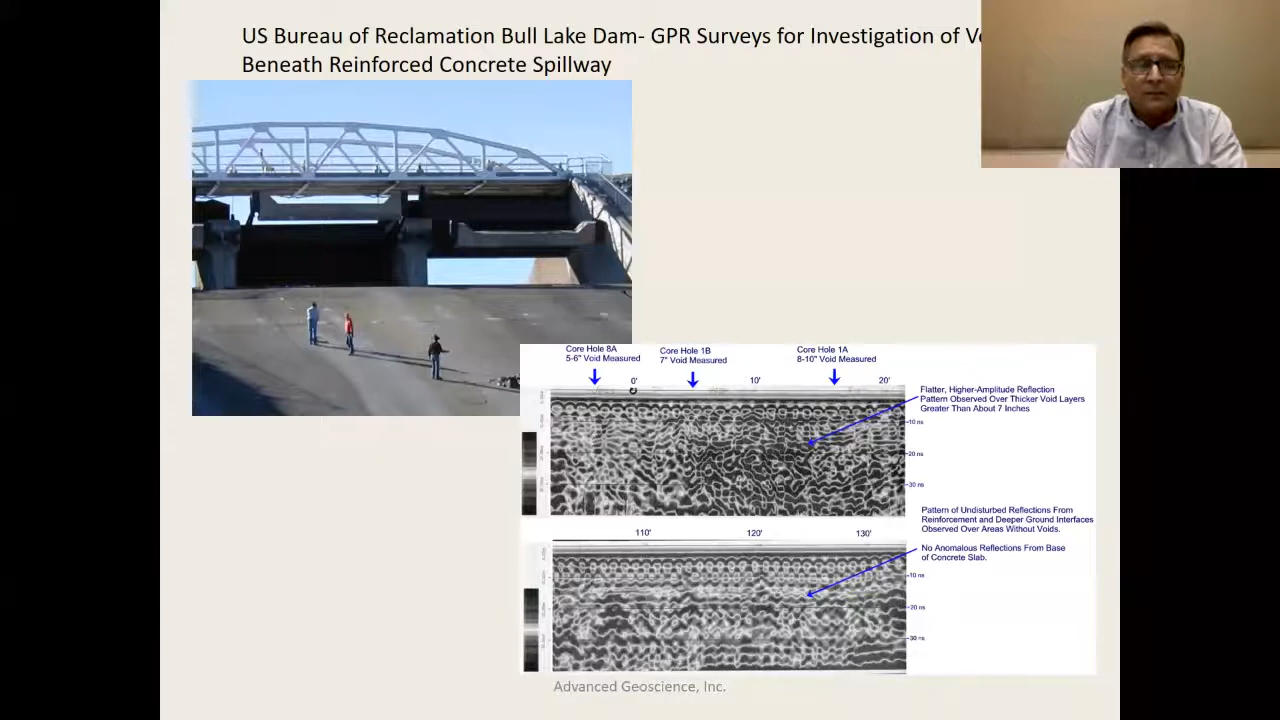 US Bureau of Reclamation Bull Lake Dam- GPR Surveys for Investigation of
Beneath Reinforced Concrete Spillway
Core Hole 8A
5-6" Void Measured
Core Hole 1B
7" Void Measured
Core Hole 1A
8-10" Void Measured
0'
10'
20'
Flatter, Higher-Amplitude Reflection
Pattern Observed Over Thicker Void Layers
Greater Than About 7 Inches
10 ns
20 ns
30 ns
Pattern of Undisturbed Reflections From
Reinforcement and Deeper Ground Interfaces
Observed Over Areas Without Voids.
110'
120'
130'
No Anomalous Reflections From Base
of Concrete Slab.
10 ns
20 ns
30 ns
Advanced Geoscience, Inc.